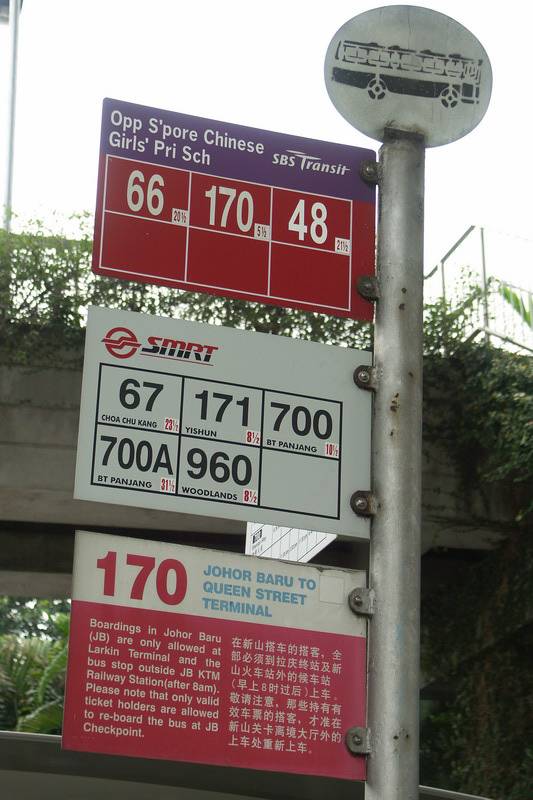 Opp S'pore Chinese
Girls' Pri Sch
SBS Transit
66 20½ 170 5½ 48 21½
SMRT
67 171 700
CHOA CHU KANG 23½ YISHUN 8½ BT PANJANG 10½
700A 960
BT PANJANG 31½ WOODLANDS 8½
170
JOHOR BARU TO
QUEEN STREET
TERMINAL
Boardings in Johor Baru
(JB) are only allowed at
Larkin Terminal and the
bus stop outside JB KTM
Railway Station(after 8am).
Please note that only valid
ticket holders are allowed
to re-board the bus at JB
Checkpoint.
在新山搭车的搭客，全
部必须到拉庆终站及新
山火车站外的候车站
(早上8时过后)上车。
敬请注意，那些持有有
效车票的搭客，才准在
新山关卡离境大厅外的
上车处重新上车。